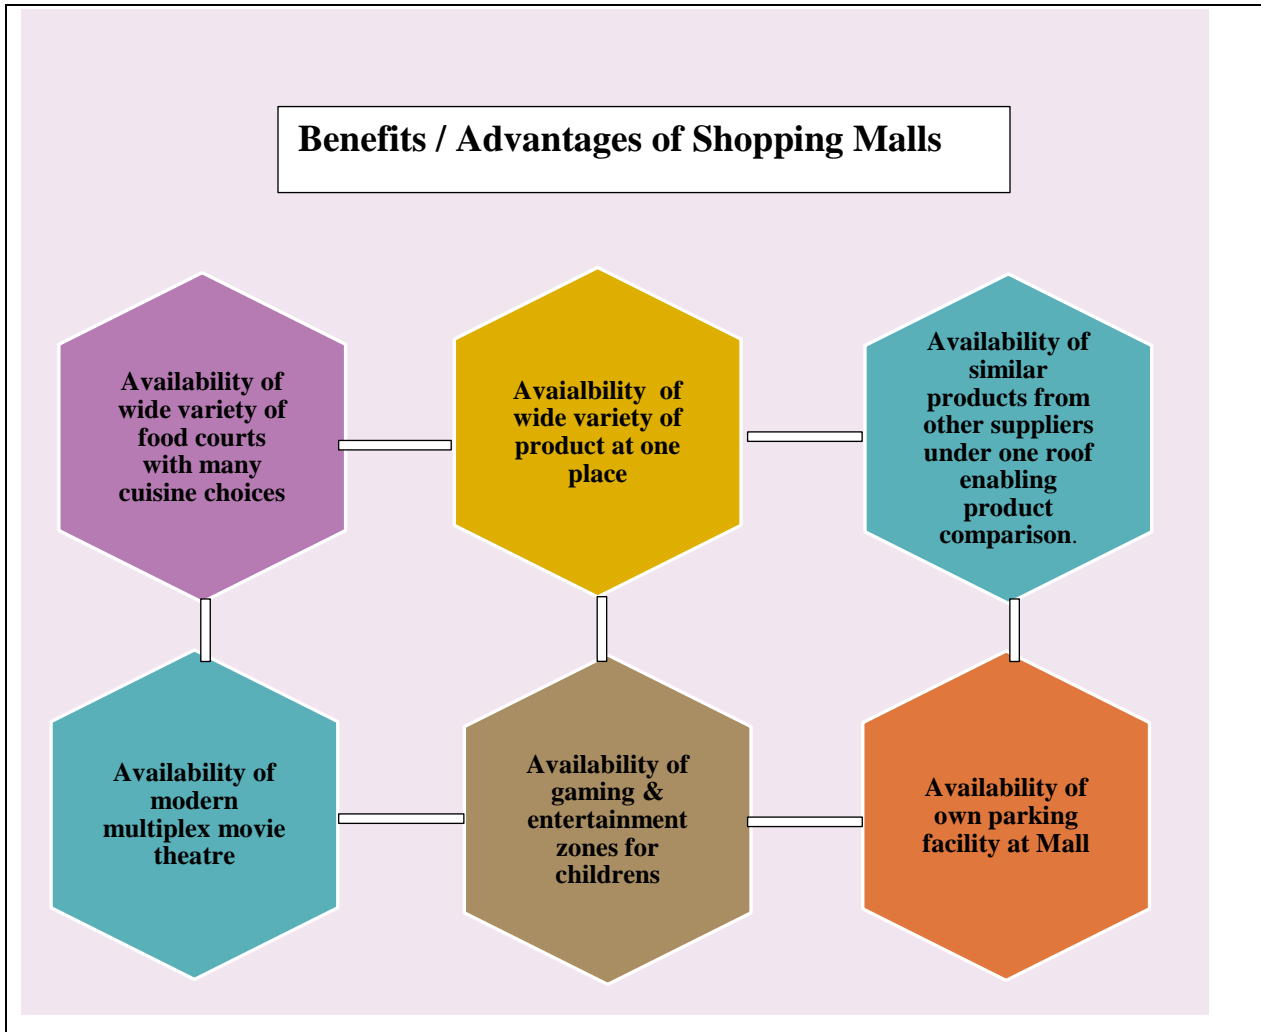 Benefits / Advantages of Shopping Malls
Availability of
wide variety of
food courts
with many
cuisine choices
Avaialbility of
wide variety of
product at one
place
Availability of
similar
products from
other suppliers
under one roof
enabling
product
comparison.
Availability of
modern
multiplex movie
theatre
Availability of
gaming &
entertainment
zones for
childrens
Availability of
own parking
facility at Mall